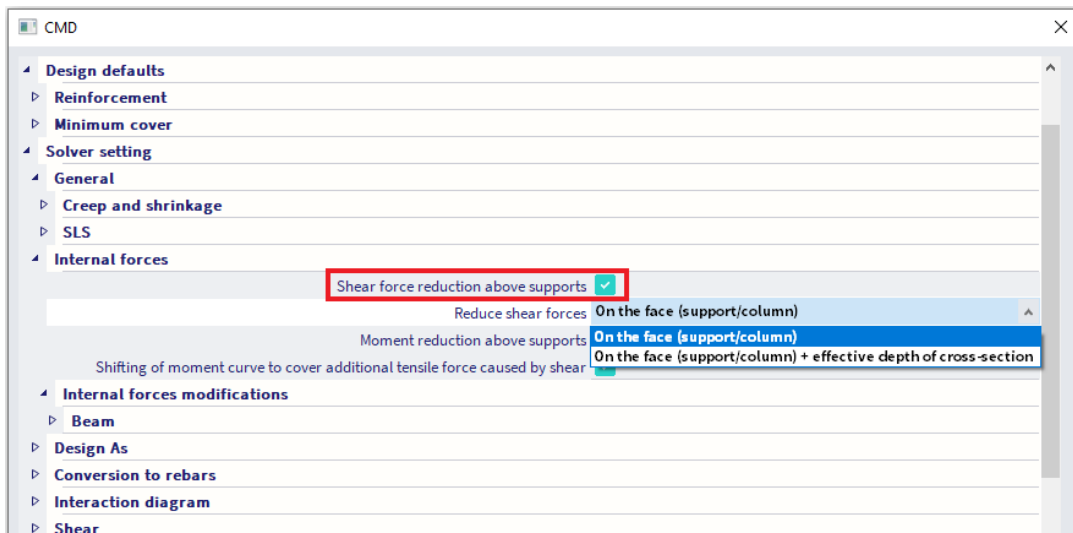 CMD
Design defaults
Reinforcement
Minimum cover
Solver setting
General
Creep and shrinkage
SLS
Internal forces
Shear force reduction above supports
Reduce shear forces On the face (support/column)
Moment reduction above supports On the face (support/column)
On the face (support/column) + effective depth of cross-section
Shifting of moment curve to cover additional tensile force caused by shear
Internal forces modifications
Beam
Design As
Conversion to rebars
Interaction diagram
Shear